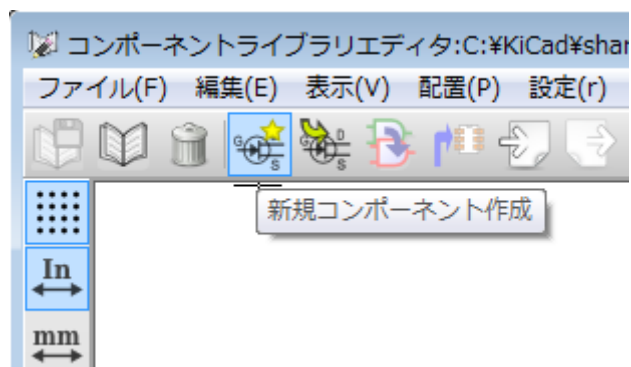 コンポーネントライブラリエディタ:C:¥KiCad¥shar
ファイル(F) 編集(E) 表示(V) 配置(P) 設定(r)
G S G D S
新規コンポーネント作成
In
mm